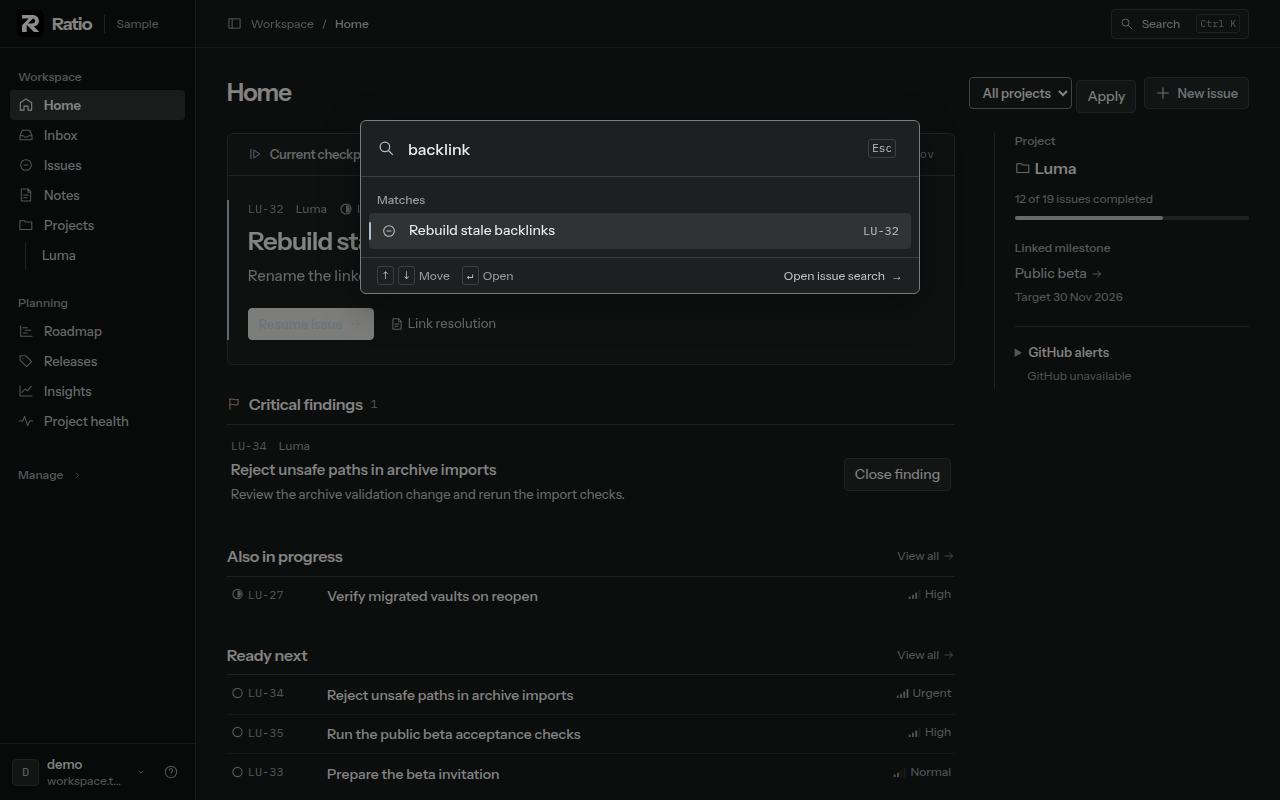 Ratio Sample
Workspace / Home
Search Ctrl K
Workspace
Home
Inbox
Issues
Notes
Projects
Luma
Planning
Roadmap
Releases
Insights
Project health
Manage
D demo
workspace.t...
Home
All projects Apply New issue
backlink Esc
Matches
Rebuild stale backlinks LU-32
↑ ↓ Move ↵ Open Open issue search →
Current
LU-32 Luma
Rebuild
Rename the
Resume issue → Link resolution
Critical findings 1
LU-34 Luma
Reject unsafe paths in archive imports
Review the archive validation change and rerun the import checks.
Close finding
Also in progress View all →
LU-27 Verify migrated vaults on reopen High
Ready next View all →
LU-34 Reject unsafe paths in archive imports Urgent
LU-35 Run the public beta acceptance checks High
LU-33 Prepare the beta invitation Normal
Project
Luma
12 of 19 issues completed
Linked milestone
Public beta →
Target 30 Nov 2026
GitHub alerts
GitHub unavailable